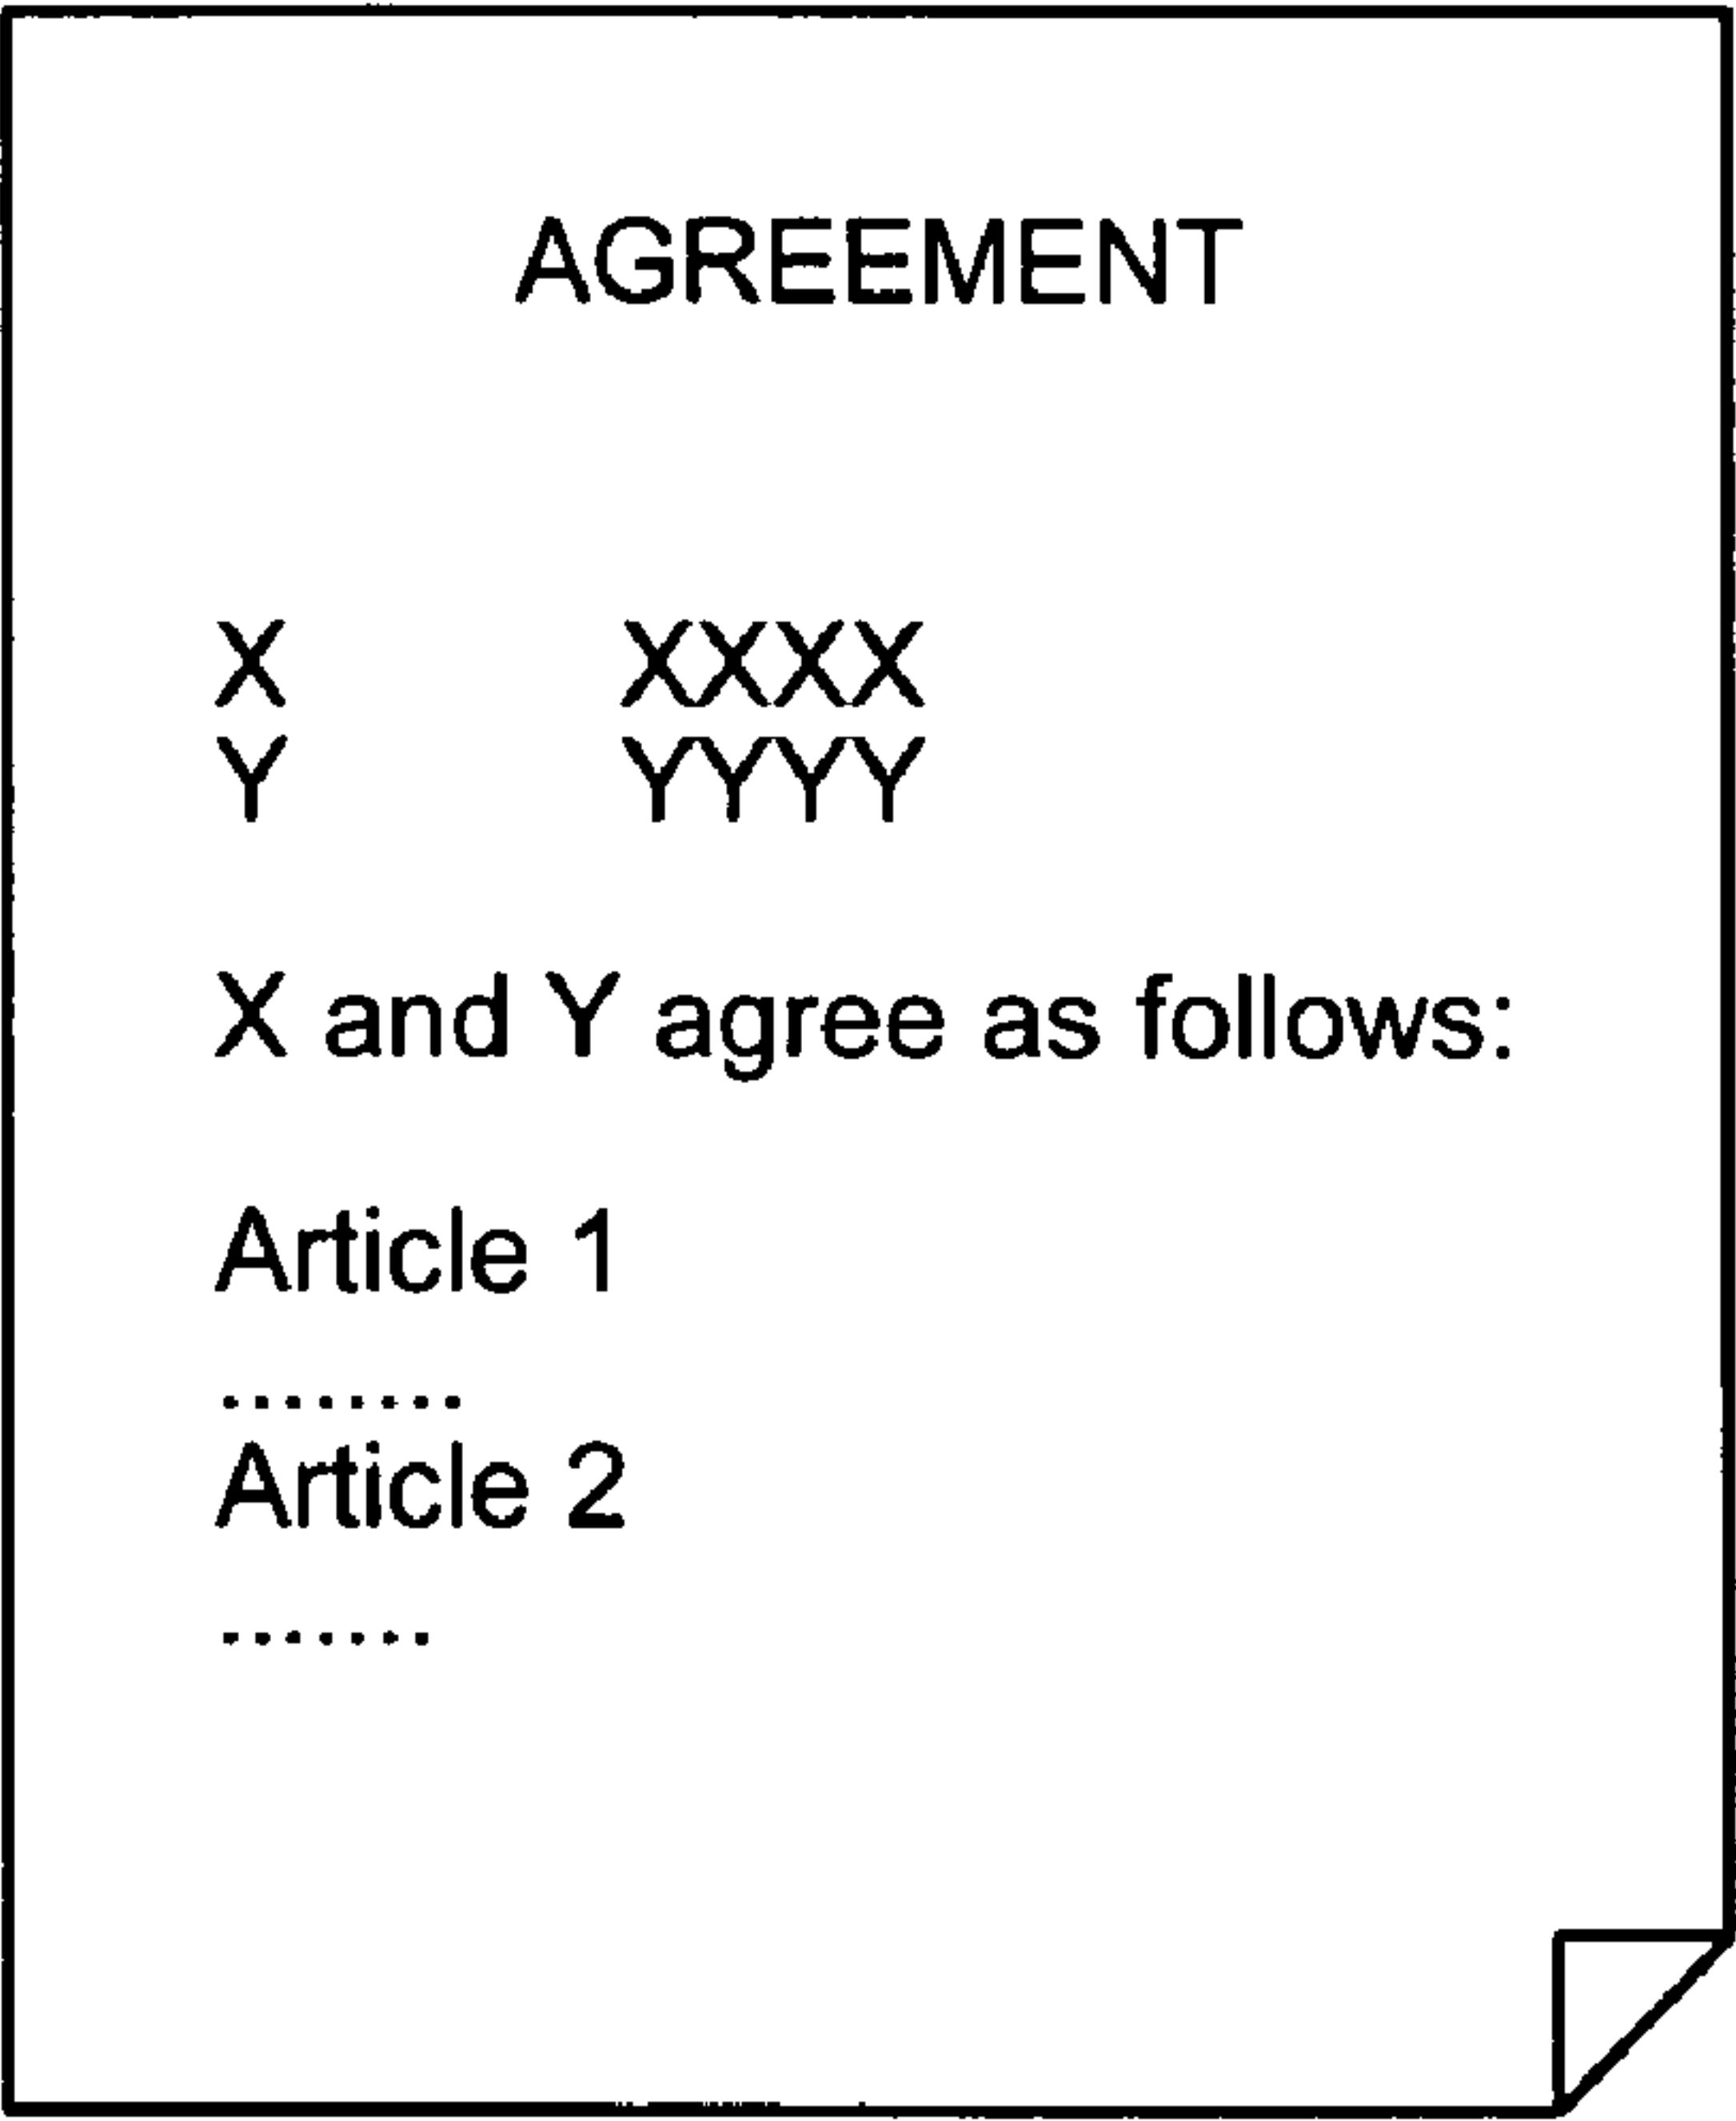 AGREEMENT
X XXXX
Y YYYY
X and Y agree as follows:
Article 1
........
Article 2
.......